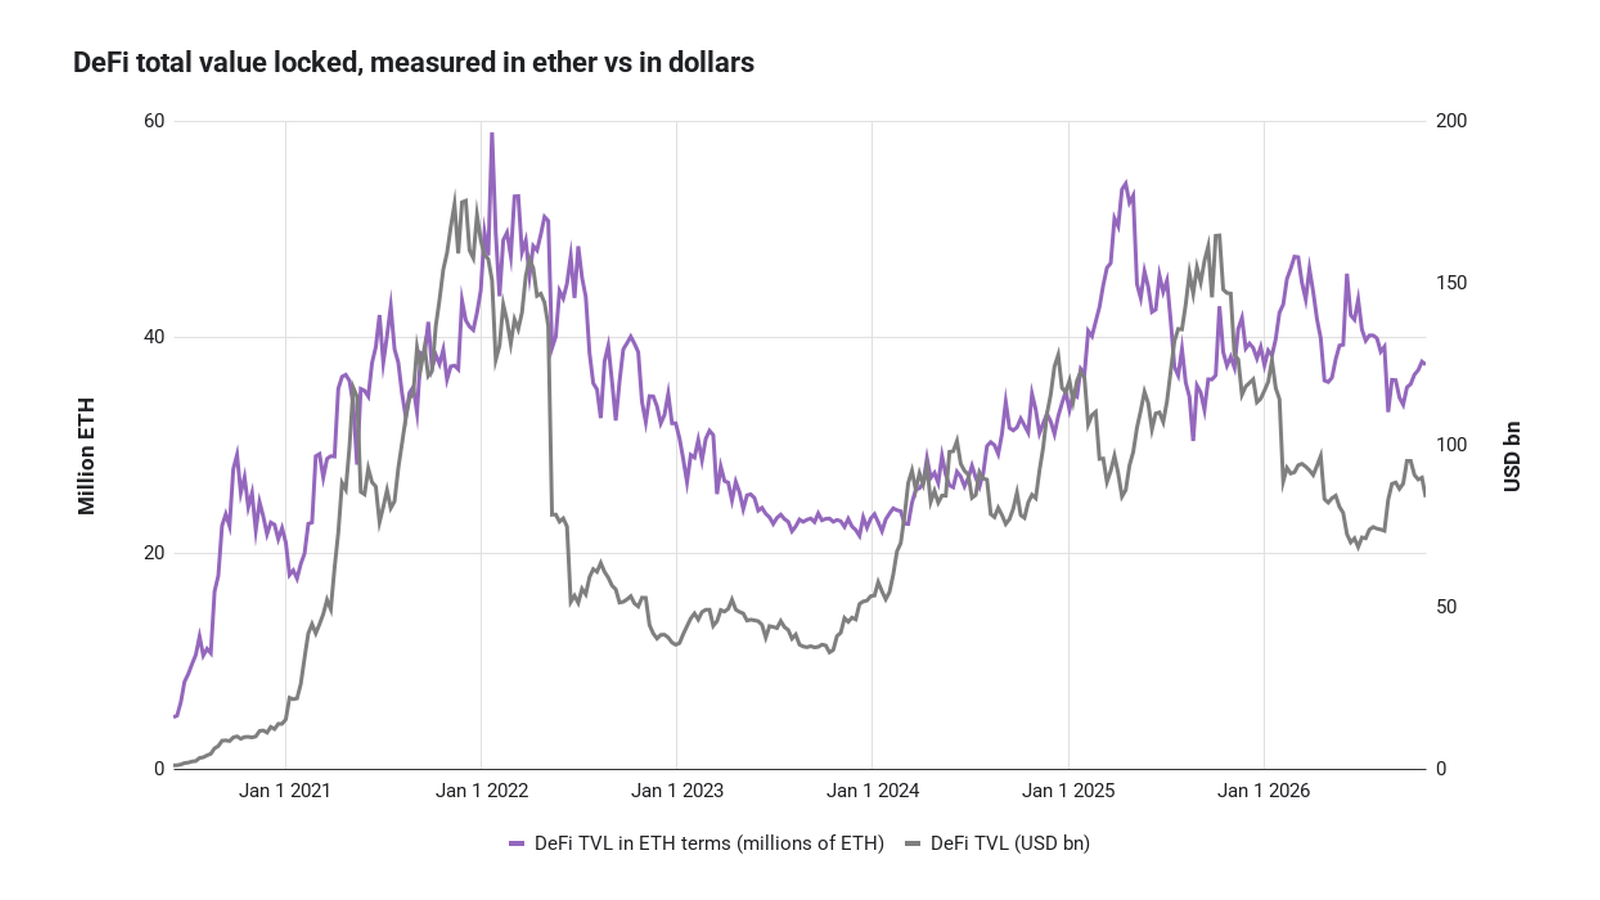 DeFi total value locked, measured in ether vs in dollars
60
40
20
0
Million ETH
200
150
100
50
0
USD bn
Jan 1 2021
Jan 1 2022
Jan 1 2023
Jan 1 2024
Jan 1 2025
Jan 1 2026
DeFi TVL in ETH terms (millions of ETH)
DeFi TVL (USD bn)